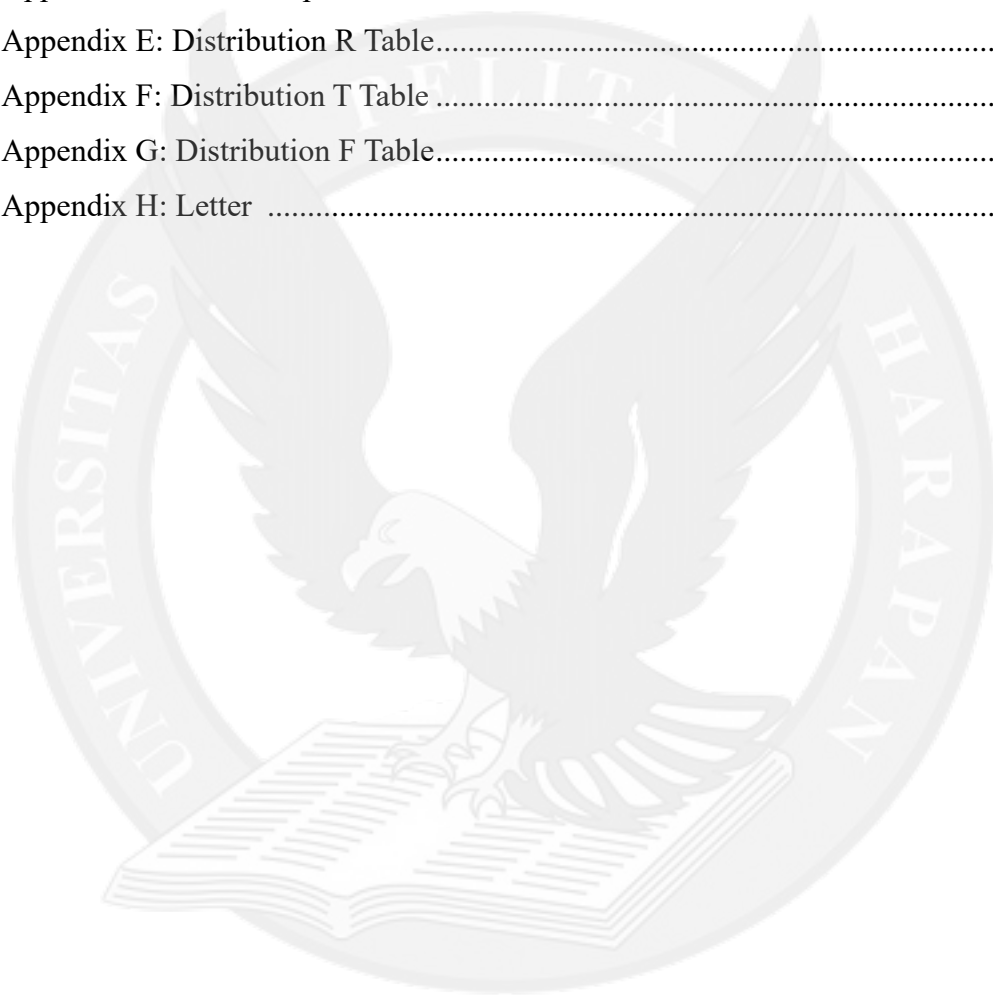 Appendix E: Distribution R Table..........................................................................
Appendix F: Distribution T Table ..........................................................................
Appendix G: Distribution F Table..........................................................................
Appendix H: Letter ..........................................................................................
UNIVERSITAS PELITA HARAPAN